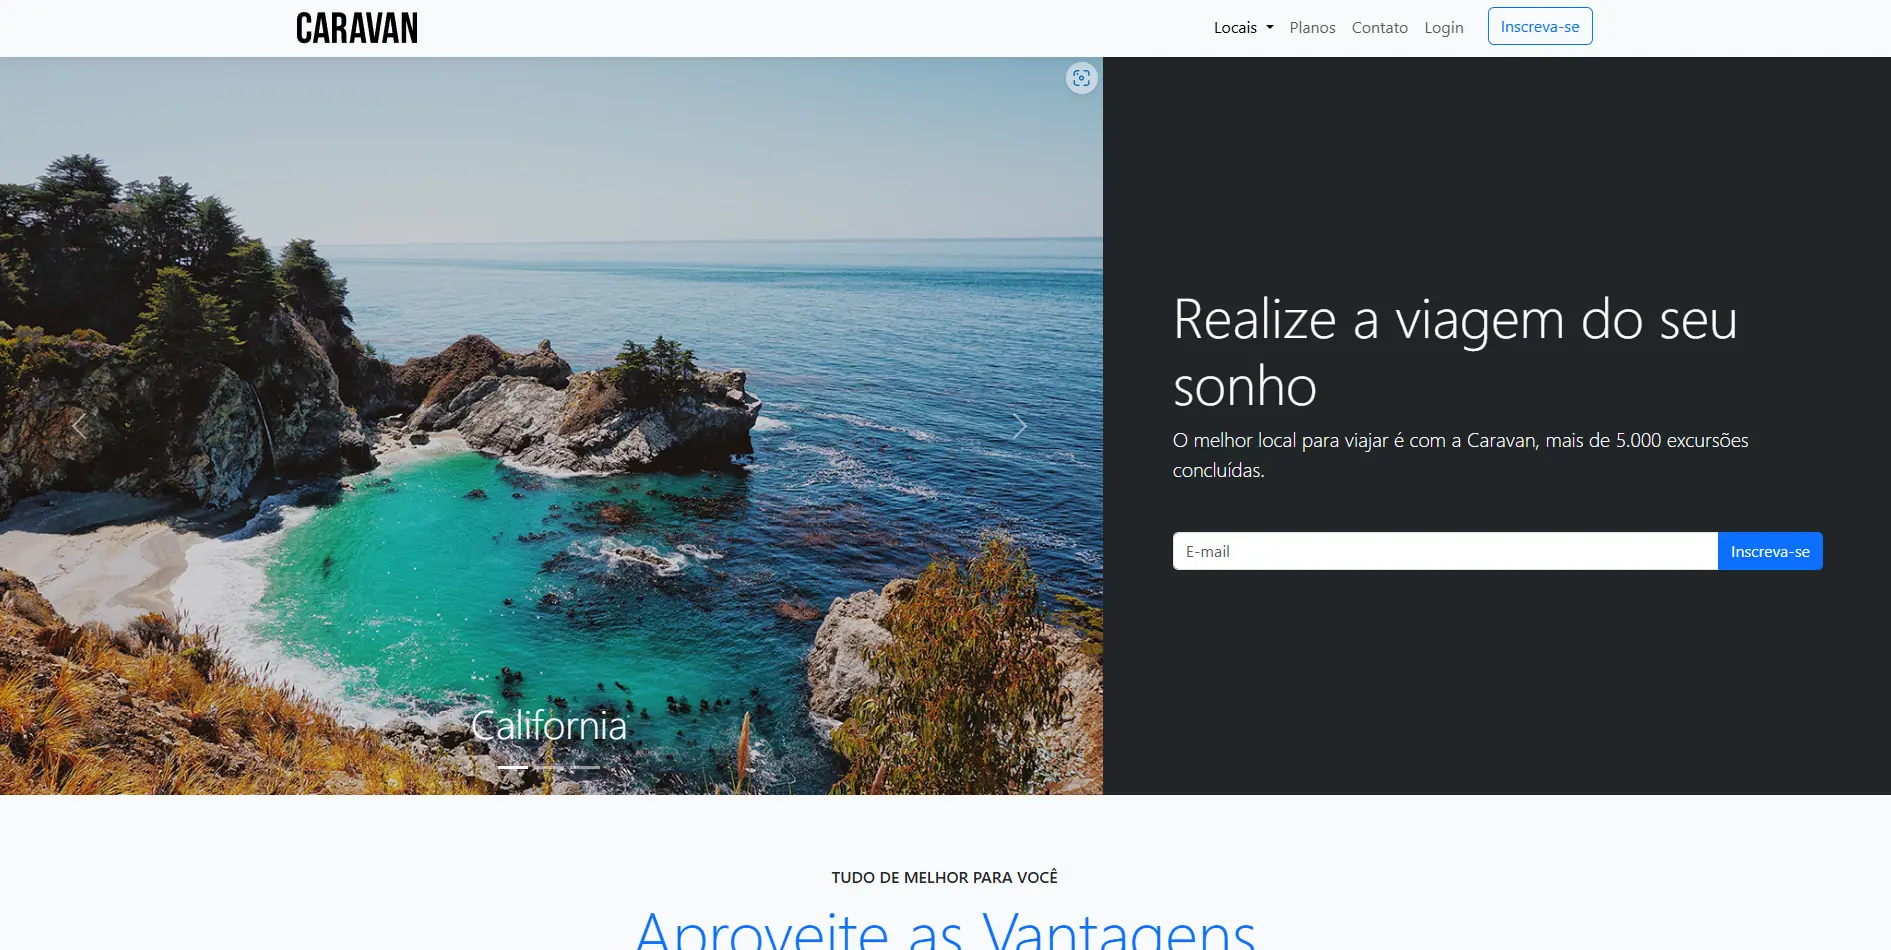 CARAVAN
Locais
Planos
Contato
Login
Inscreva-se
Realize a viagem do seu
sonho
O melhor local para viajar é com a Caravan, mais de 5.000 excursões
concluídas.
E-mail
Inscreva-se
California
TUDO DE MELHOR PARA VOCÊ
Aproveite as Vantagens